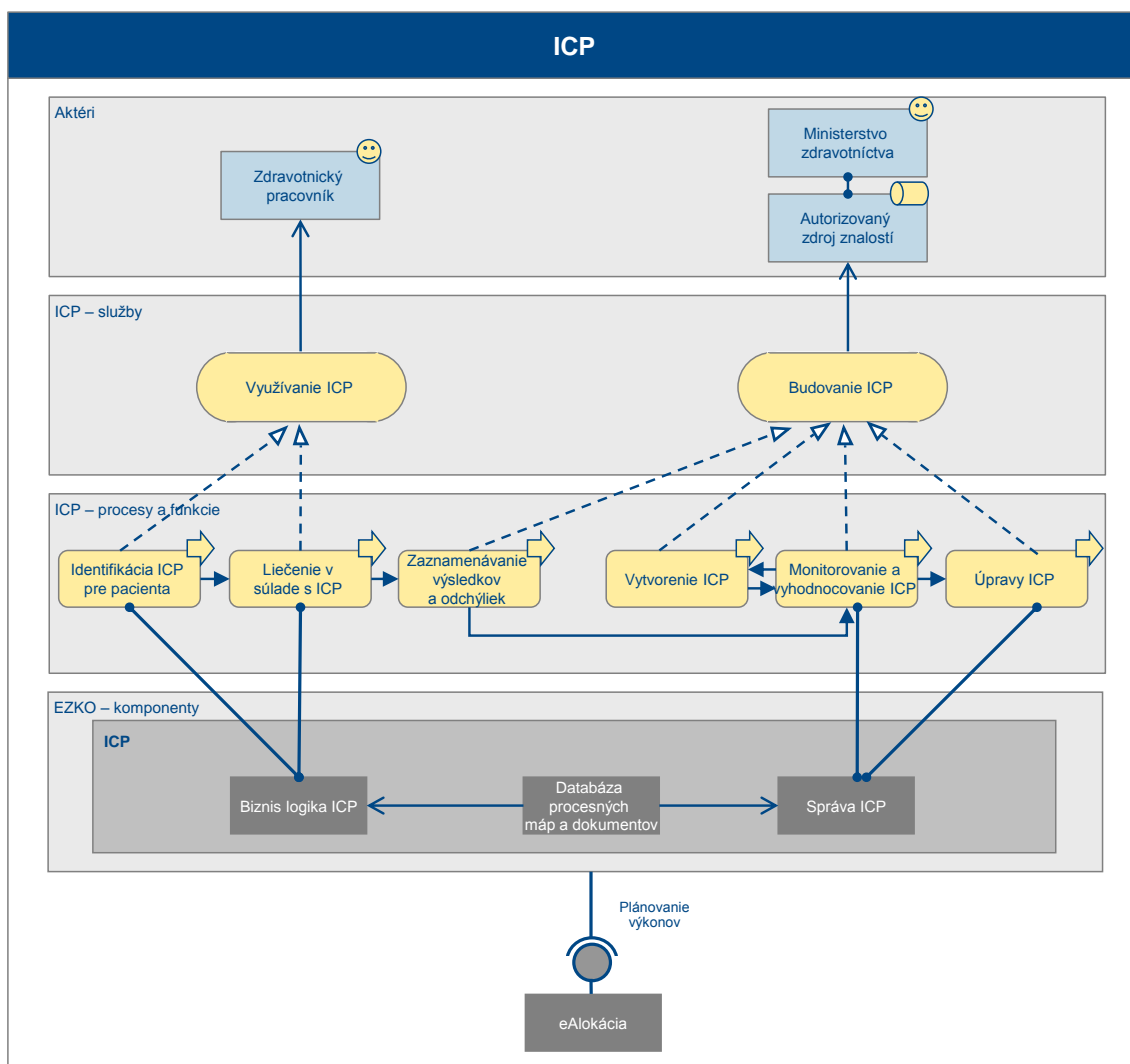 ICP
Aktéri
Ministerstvo
zdravotníctva
Zdravotnický
pracovník
Autorizovaný
zdroj znalostí
ICP – služby
Využívanie ICP
Budovanie ICP
ICP – procesy a funkcie
Identifikácia ICP
pre pacienta
Liečenie v
súlade s ICP
Zaznamenávanie
výsledkov
a odchýliek
Vytvorenie ICP
Monitorovanie a
vyhodnocovanie ICP
Úpravy ICP
EZKO – komponenty
ICP
Biznis logika ICP
Databáza
procesných
máp a dokumentov
Správa ICP
Plánovanie
výkonov
eAlokácia